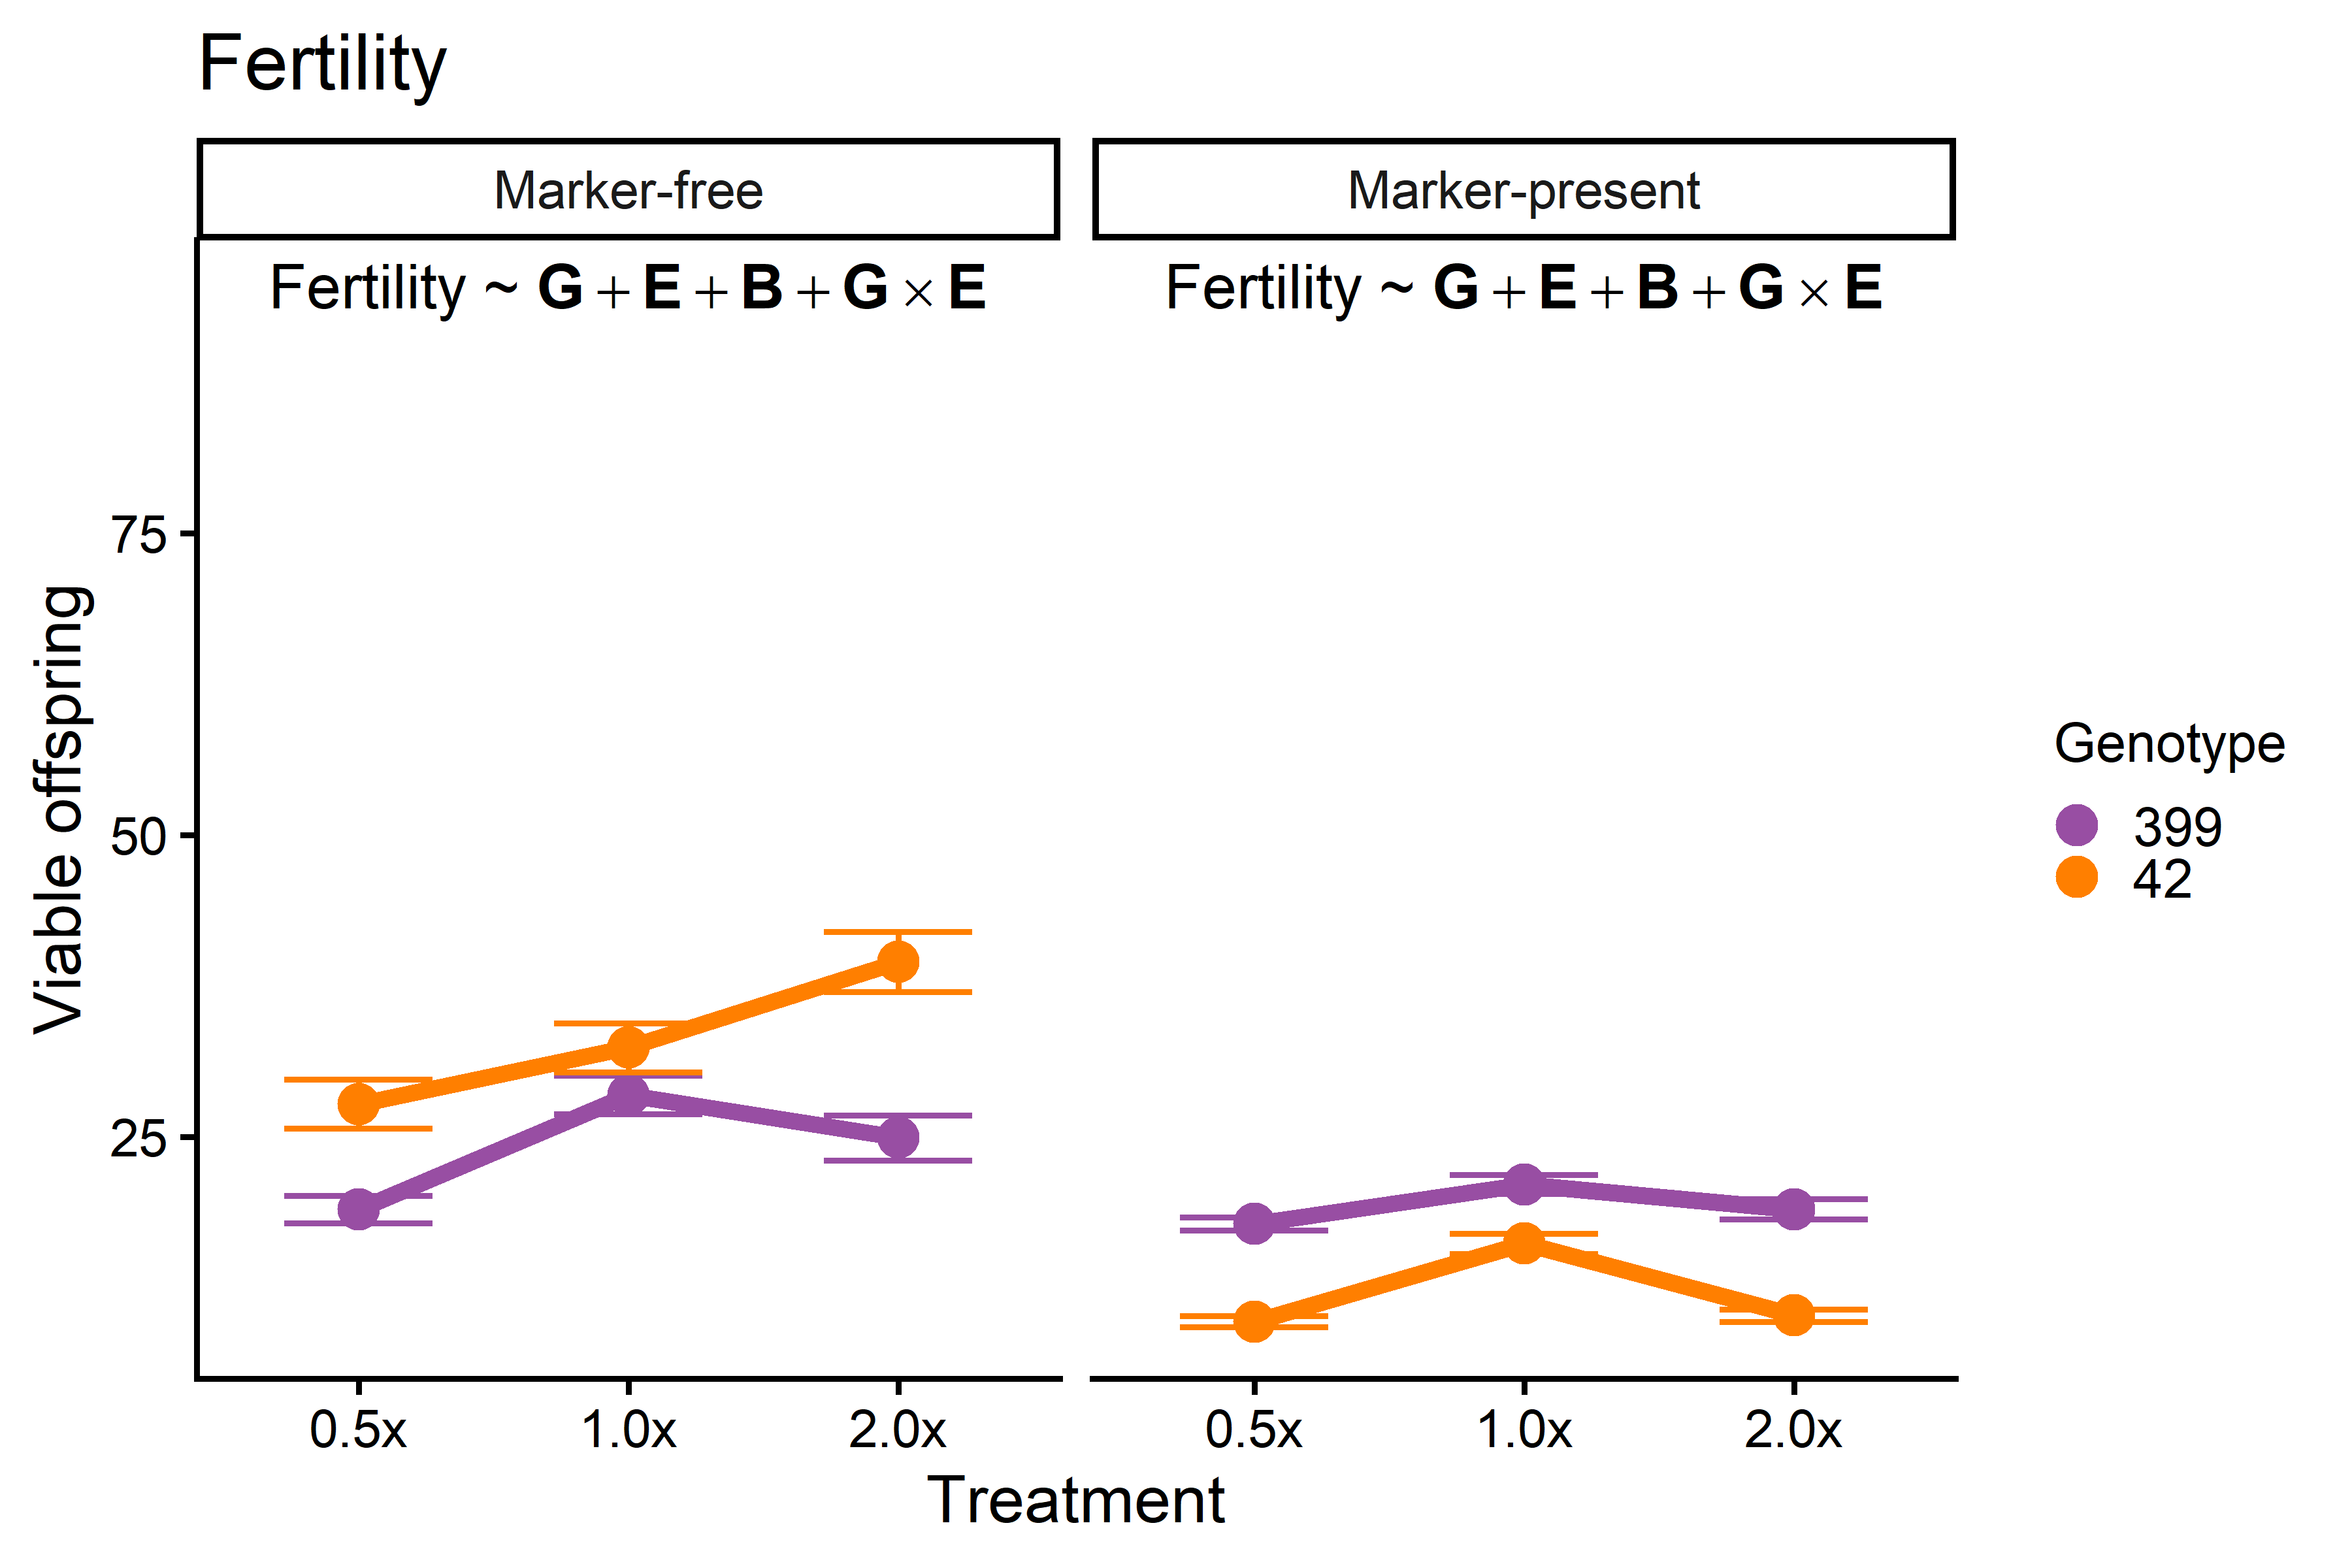 Fertility
Marker-free
Marker-present
Fertility ~ G + E + B + G × E
Fertility ~ G + E + B + G × E
Viable offspring
75
50
25
0.5x 1.0x 2.0x
0.5x 1.0x 2.0x
Treatment
Genotype
399
42